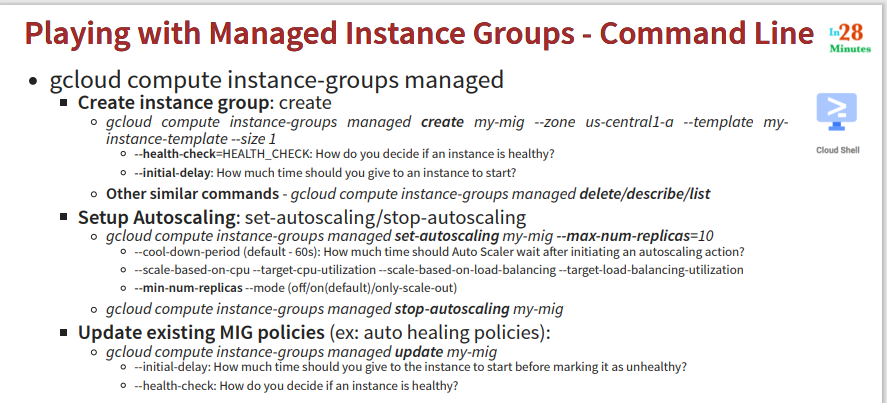 Playing with Managed Instance Groups - Command Line
In28
Minutes
gcloud compute instance-groups managed
Create instance group: create
gcloud compute instance-groups managed create my-mig --zone us-central1-a --template my-
instance-template --size 1
--health-check=HEALTH_CHECK: How do you decide if an instance is healthy?
--initial-delay: How much time should you give to an instance to start?
Other similar commands - gcloud compute instance-groups managed delete/describe/list
Cloud Shell
Setup Autoscaling: set-autoscaling/stop-autoscaling
gcloud compute instance-groups managed set-autoscaling my-mig --max-num-replicas=10
--cool-down-period (default - 60s): How much time should Auto Scaler wait after initiating an autoscaling action?
--scale-based-on-cpu --target-cpu-utilization --scale-based-on-load-balancing --target-load-balancing-utilization
--min-num-replicas --mode (off/on(default)/only-scale-out)
gcloud compute instance-groups managed stop-autoscaling my-mig
Update existing MIG policies (ex: auto healing policies):
gcloud compute instance-groups managed update my-mig
--initial-delay: How much time should you give to the instance to start before marking it as unhealthy?
--health-check: How do you decide if an instance is healthy?